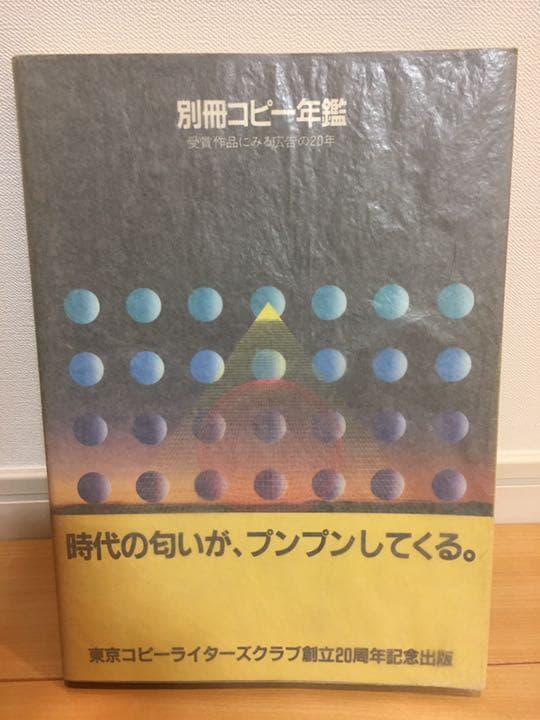 別冊コピー年鑑
受賞作品にみる広告の20年
時代の匂いが、プンプンしてくる。
東京コピーライターズクラブ創立20周年記念出版